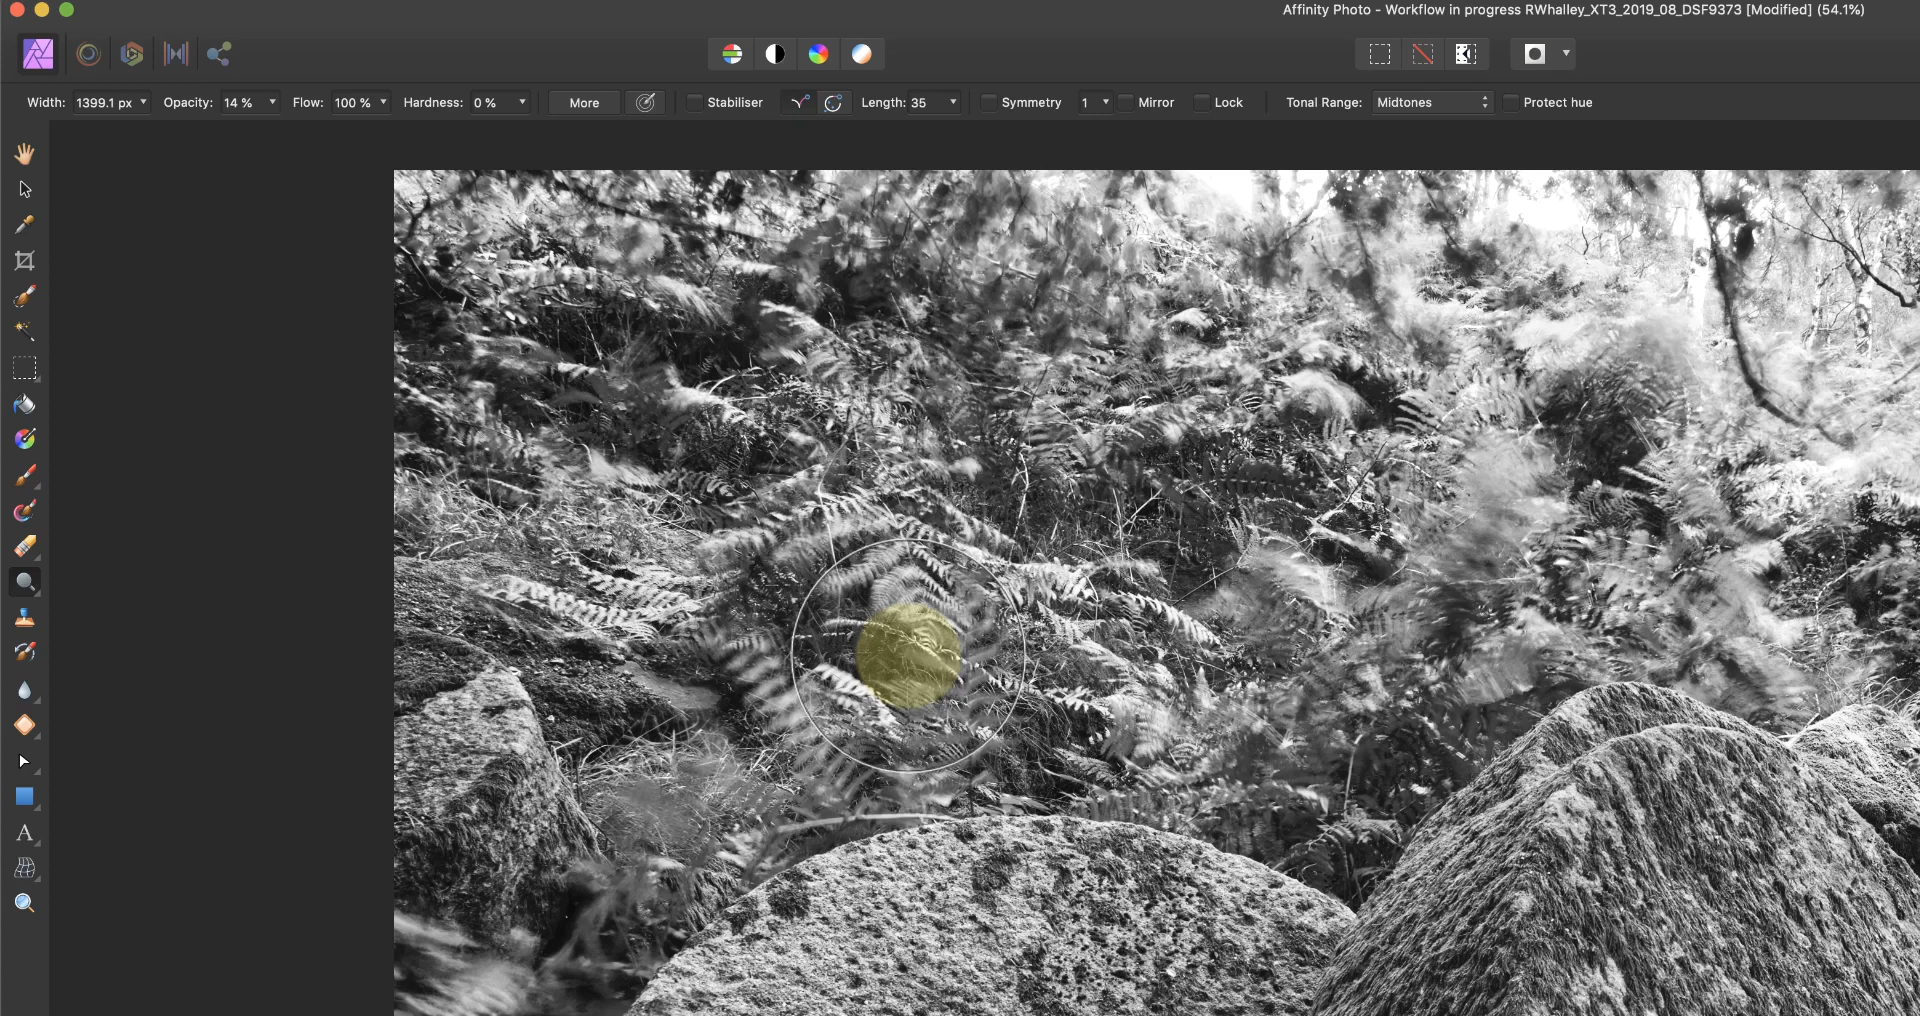 Affinity Photo - Workflow in progress RWhalley_XT3_2019_08_DSF9373 [Modified] (54.1%)
Width: 1399.1 px Opacity: 14 % Flow: 100 % Hardness: 0 % More Stabiliser Length: 35 Symmetry 1 Mirror Lock Tonal Range: Midtones Protect hue
A